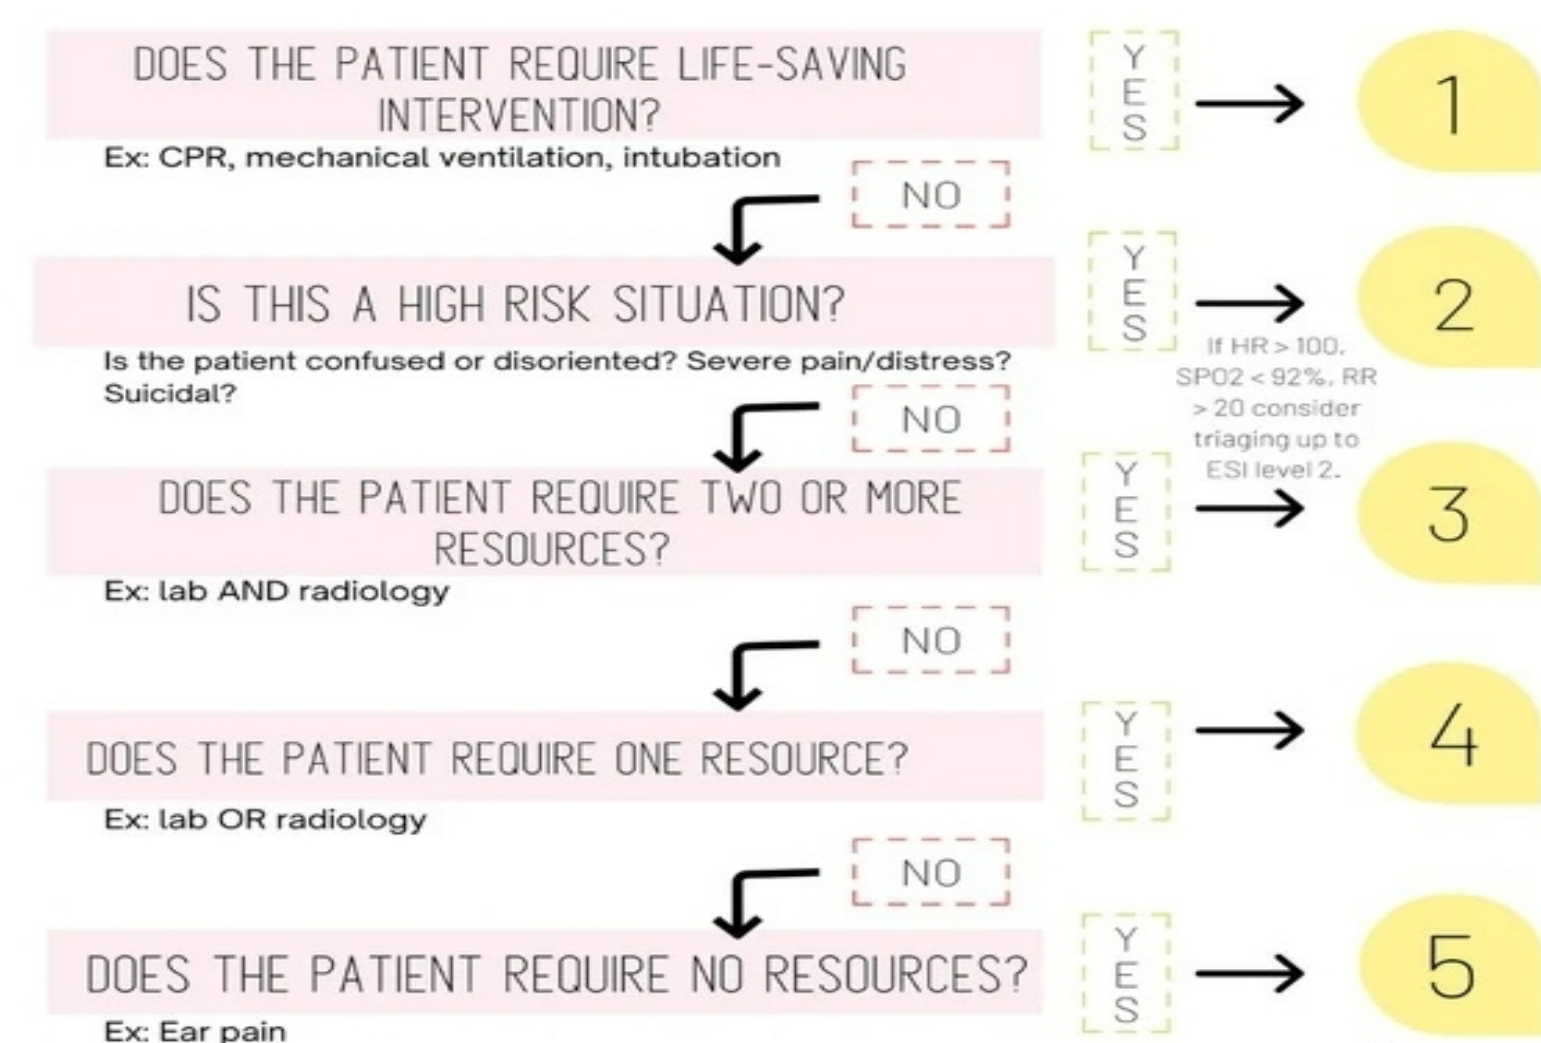 DOES THE PATIENT REQUIRE LIFE-SAVING
INTERVENTION?
YES
1
Ex: CPR, mechanical ventilation, intubation
NO
IS THIS A HIGH RISK SITUATION?
YES
2
Is the patient confused or disoriented? Severe pain/distress?
Suicidal?
If HR > 100,
SPO2 < 92%, RR
> 20 consider
triaging up to
ESI level 2.
NO
DOES THE PATIENT REQUIRE TWO OR MORE
RESOURCES?
YES
3
Ex: lab AND radiology
NO
DOES THE PATIENT REQUIRE ONE RESOURCE?
YES
4
Ex: lab OR radiology
NO
DOES THE PATIENT REQUIRE NO RESOURCES?
YES
5
Ex: Ear pain